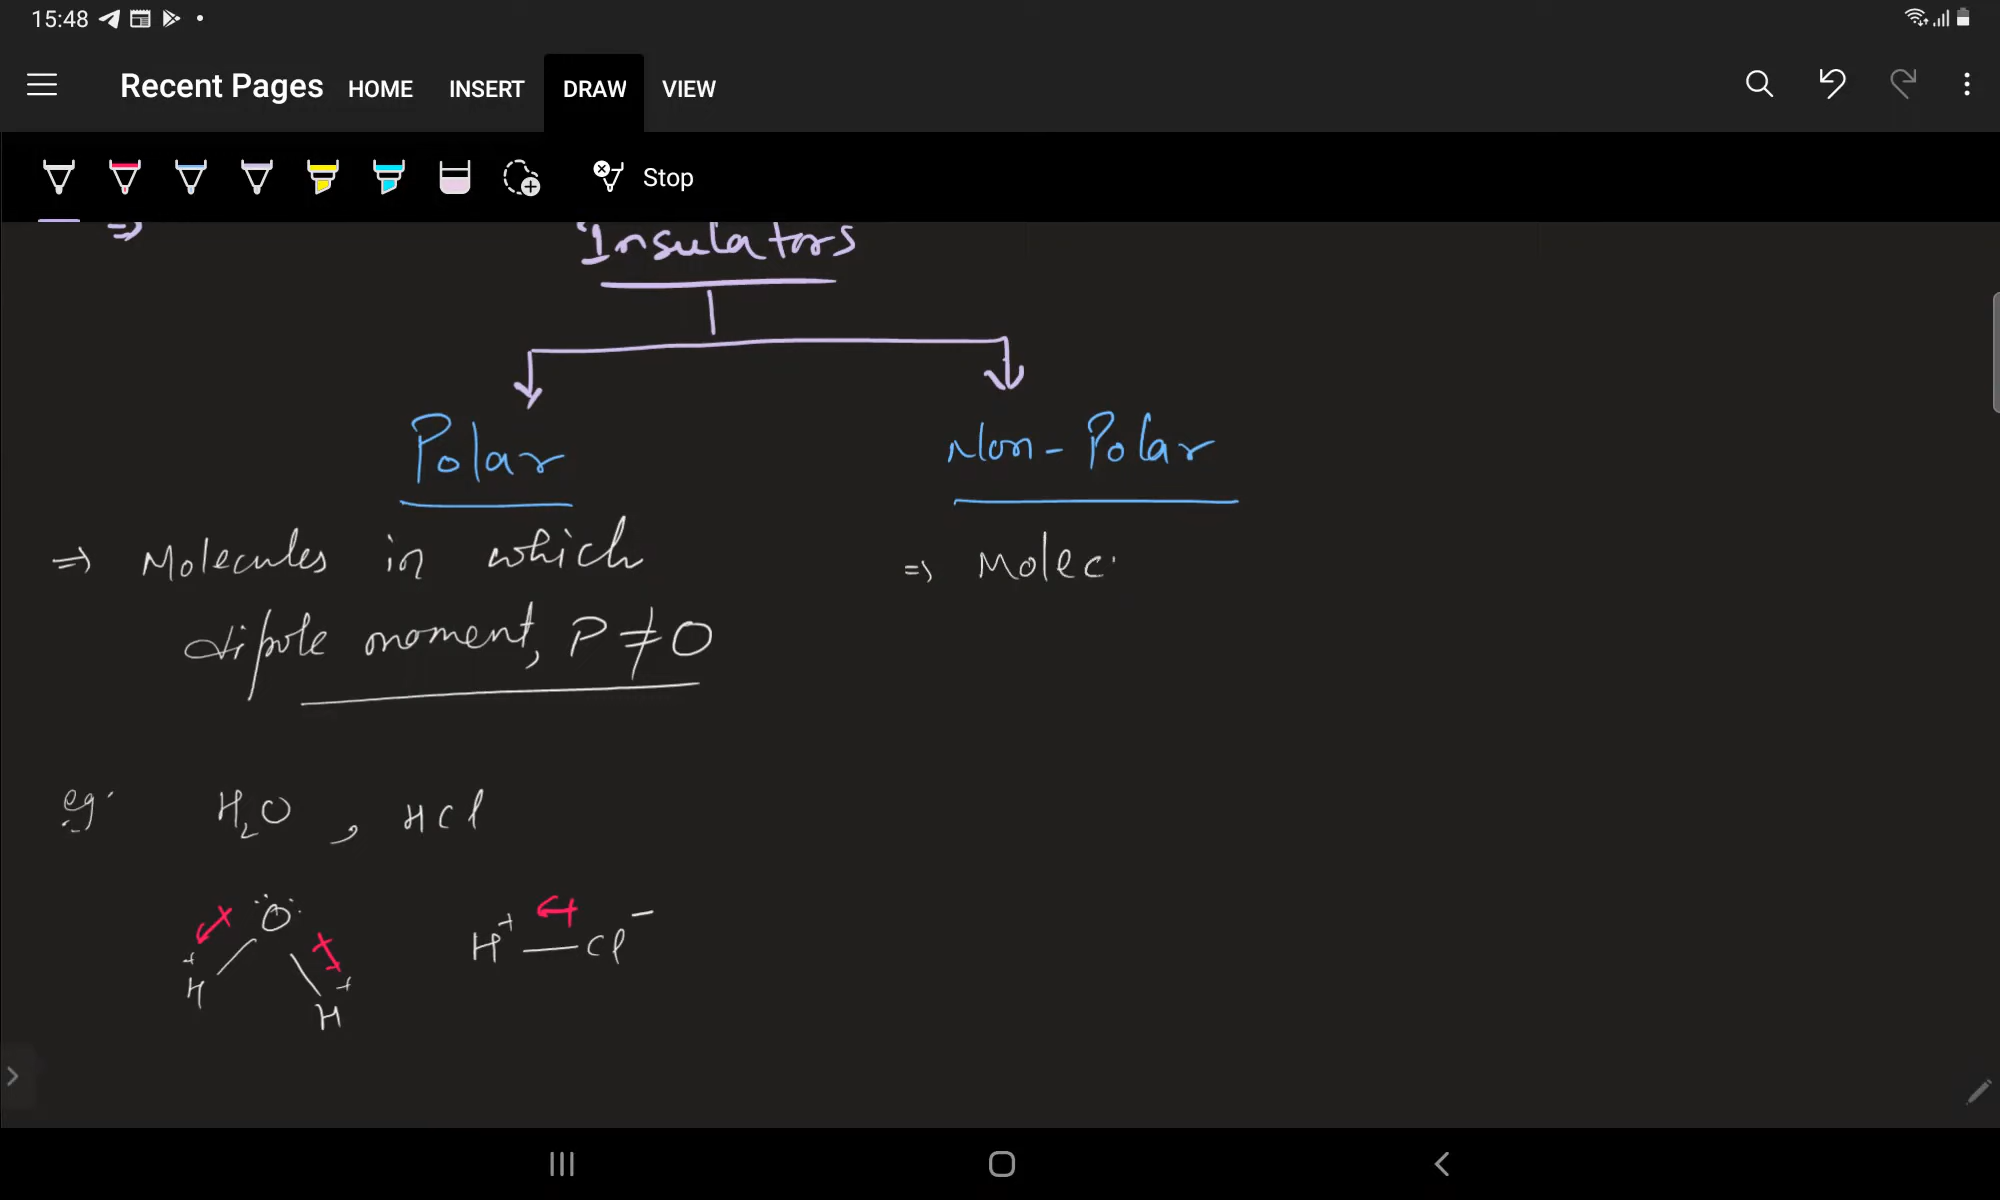 15:48
Recent Pages HOME INSERT DRAW VIEW
Stop
⇒ Insulators
Polar Non-Polar
⇒ Molecules in which ⇒ Molec
dipole moment, P ≠ 0
eg: H₂O, HCl
O
H⁺ — Cl⁻
+ H
+ H